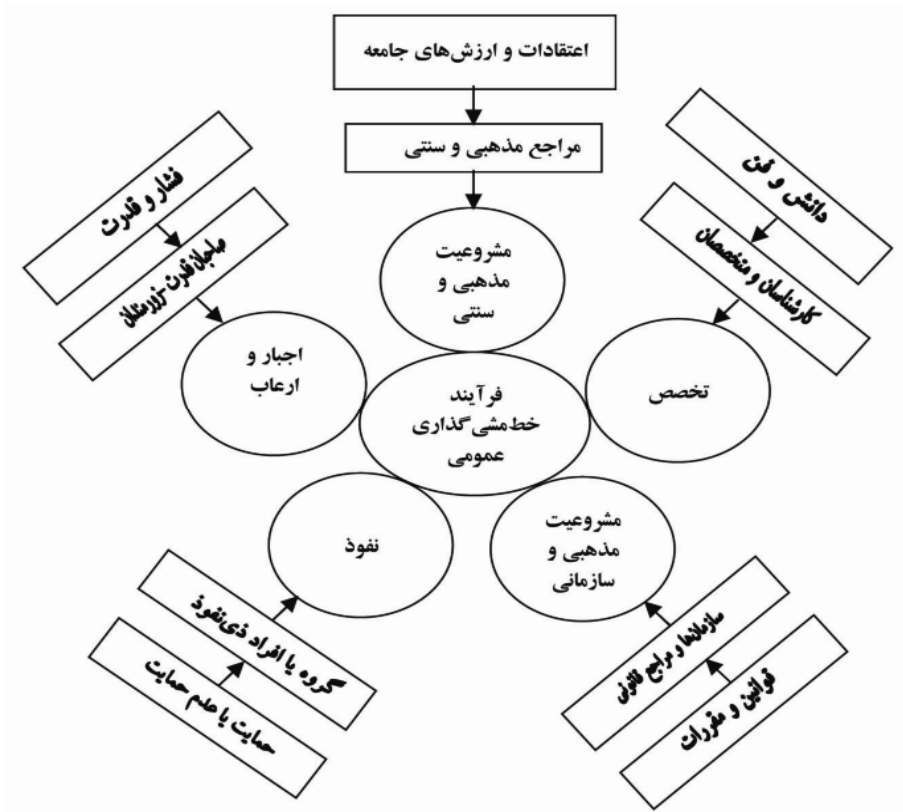 اعتقادات و ارزش‌های جامعه
مراجع مذهبی و سنتی
مشروعیت
مذهبی و
سنتی
دانش و فن
کارشناسان و متخصصان
تخصص
فشار و قدرت
صاحبان قدرت-زورمندان
اجبار و
ارعاب
فرآیند
خط‌مشی‌گذاری
عمومی
مشروعیت
مذهبی و
سازمانی
سازمان‌ها و مراجع قانونی
قوانین و مقررات
نفوذ
گروه یا افراد ذی‌نفوذ
حمایت یا عدم حمایت